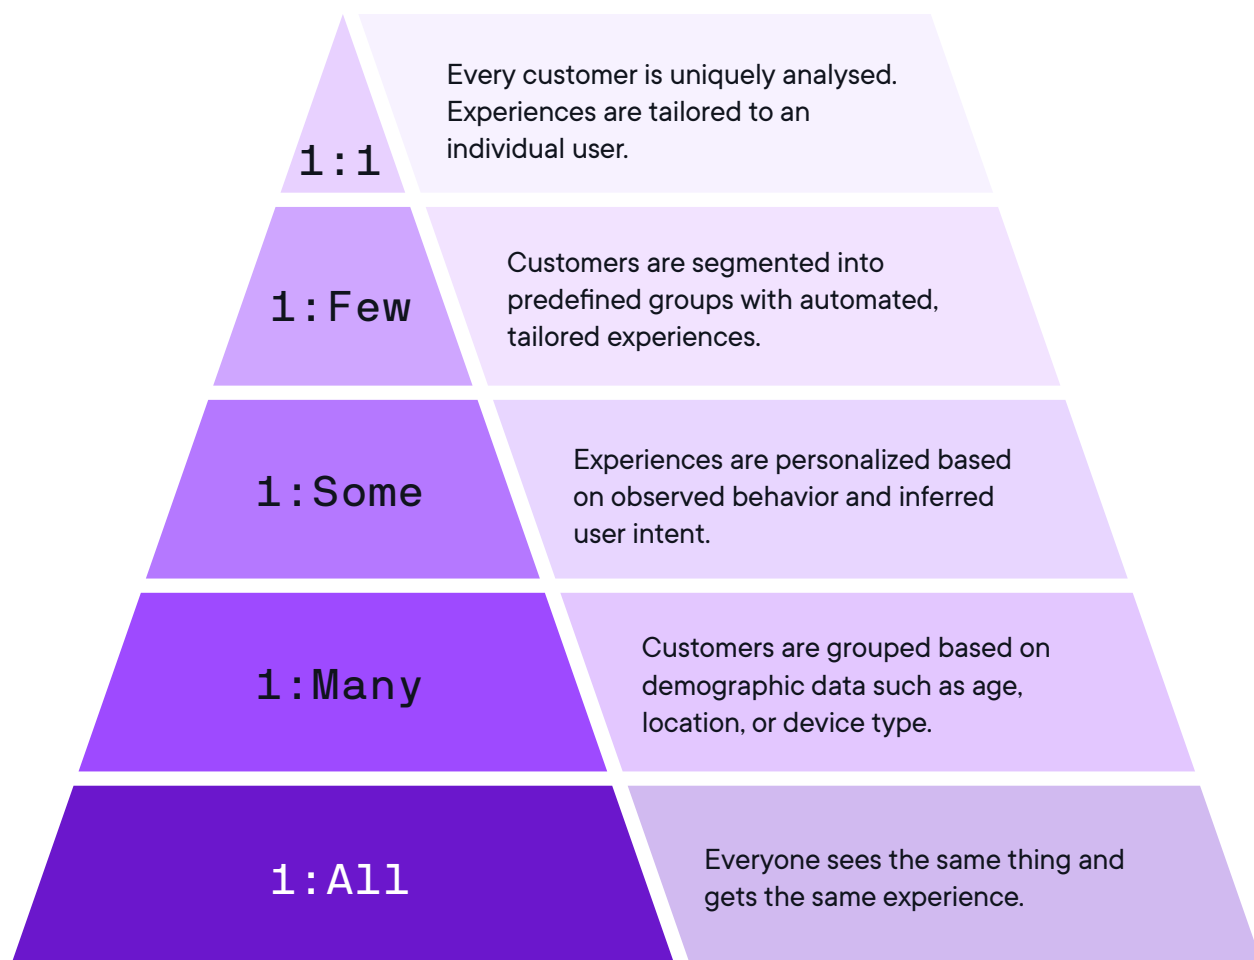 1:1
Every customer is uniquely analysed.
Experiences are tailored to an
individual user.
1:Few
Customers are segmented into
predefined groups with automated,
tailored experiences.
1:Some
Experiences are personalized based
on observed behavior and inferred
user intent.
1:Many
Customers are grouped based on
demographic data such as age,
location, or device type.
1:All
Everyone sees the same thing and
gets the same experience.